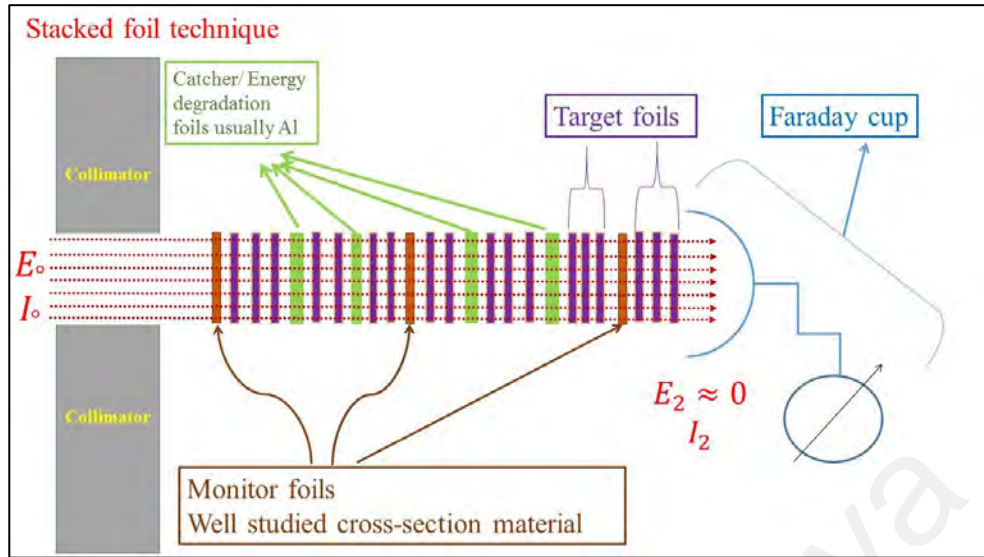 Stacked foil technique
Catcher/ Energy
degradation
foils usually Al
Target foils
Faraday cup
Collimator
E∘
I∘
Collimator
E₂ ≈ 0
I₂
Monitor foils
Well studied cross-section material